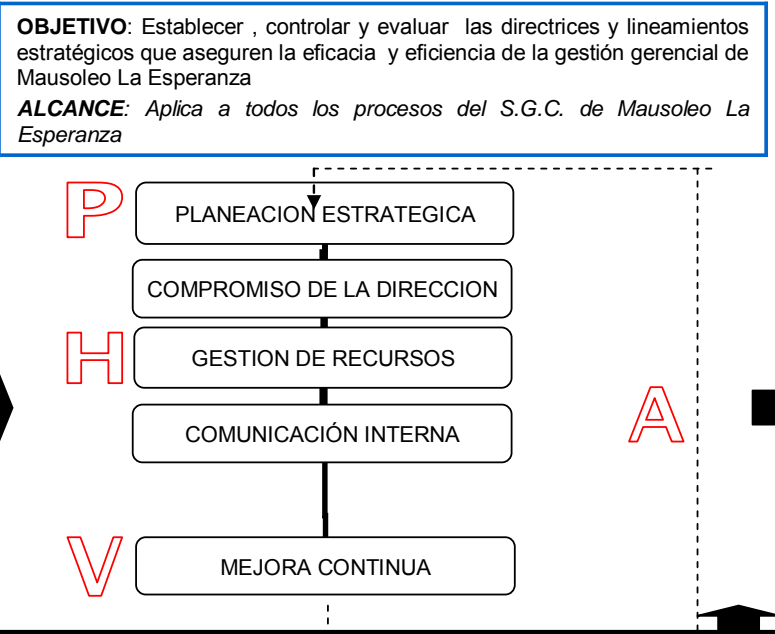 OBJETIVO: Establecer , controlar y evaluar las directrices y lineamientos
estratégicos que aseguren la eficacia y eficiencia de la gestión gerencial de
Mausoleo La Esperanza
ALCANCE: Aplica a todos los procesos del S.G.C. de Mausoleo La
Esperanza
P
PLANEACION ESTRATEGICA
COMPROMISO DE LA DIRECCION
H
GESTION DE RECURSOS
A
COMUNICACIÓN INTERNA
V
MEJORA CONTINUA